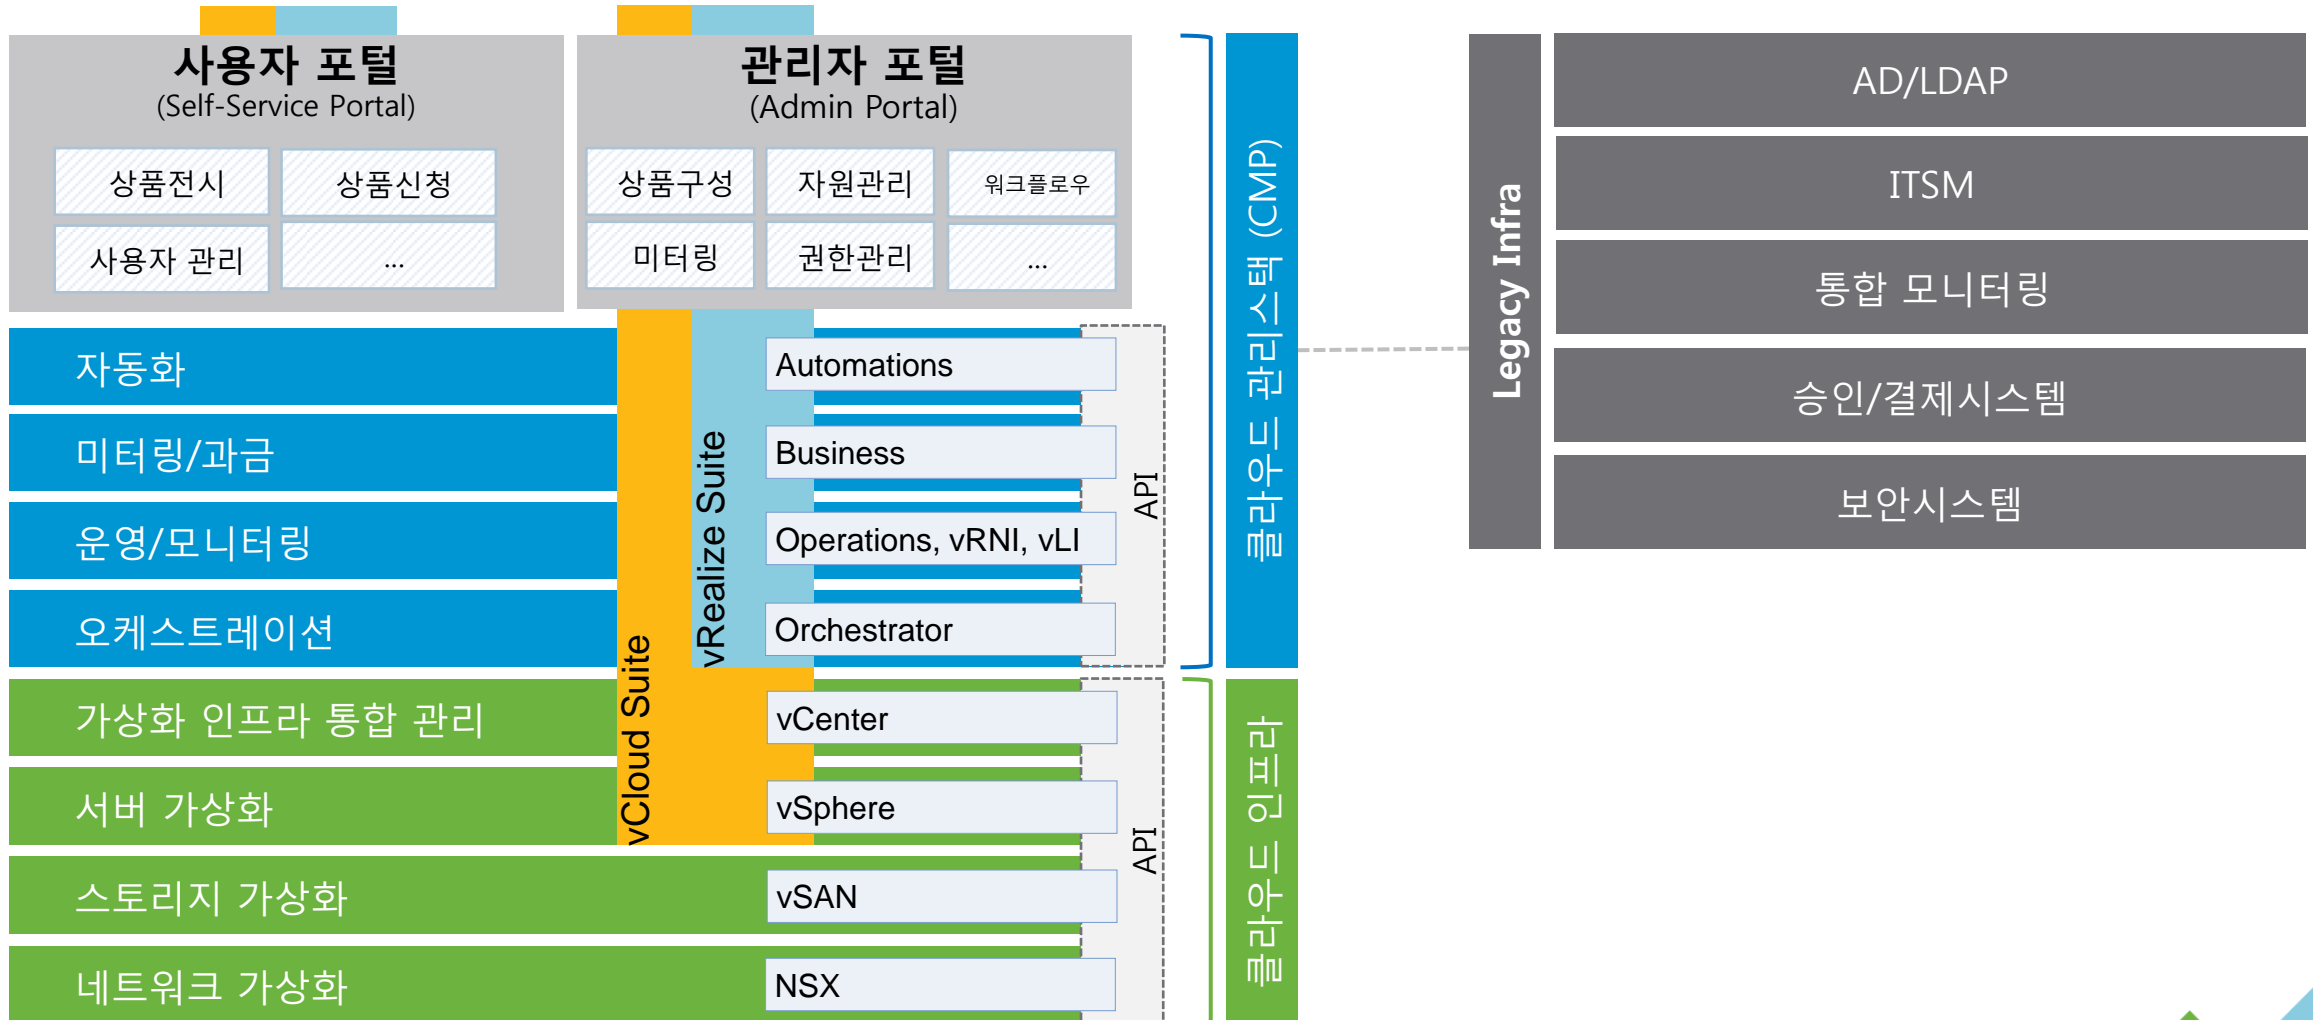 사용자 포털
(Self-Service Portal)
상품전시
상품신청
사용자 관리
...
관리자 포털
(Admin Portal)
상품구성
자원관리
워크플로우
미터링
권한관리
...
자동화
Automations
미터링/과금
Business
운영/모니터링
Operations, vRNI, vLI
오케스트레이션
Orchestrator
vRealize Suite
API
가상화 인프라 통합 관리
vCenter
서버 가상화
vSphere
vCloud Suite
스토리지 가상화
vSAN
네트워크 가상화
NSX
API
클라우드 관리스택 (CMP)
클라우드 인프라
Legacy Infra
AD/LDAP
ITSM
통합 모니터링
승인/결제시스템
보안시스템